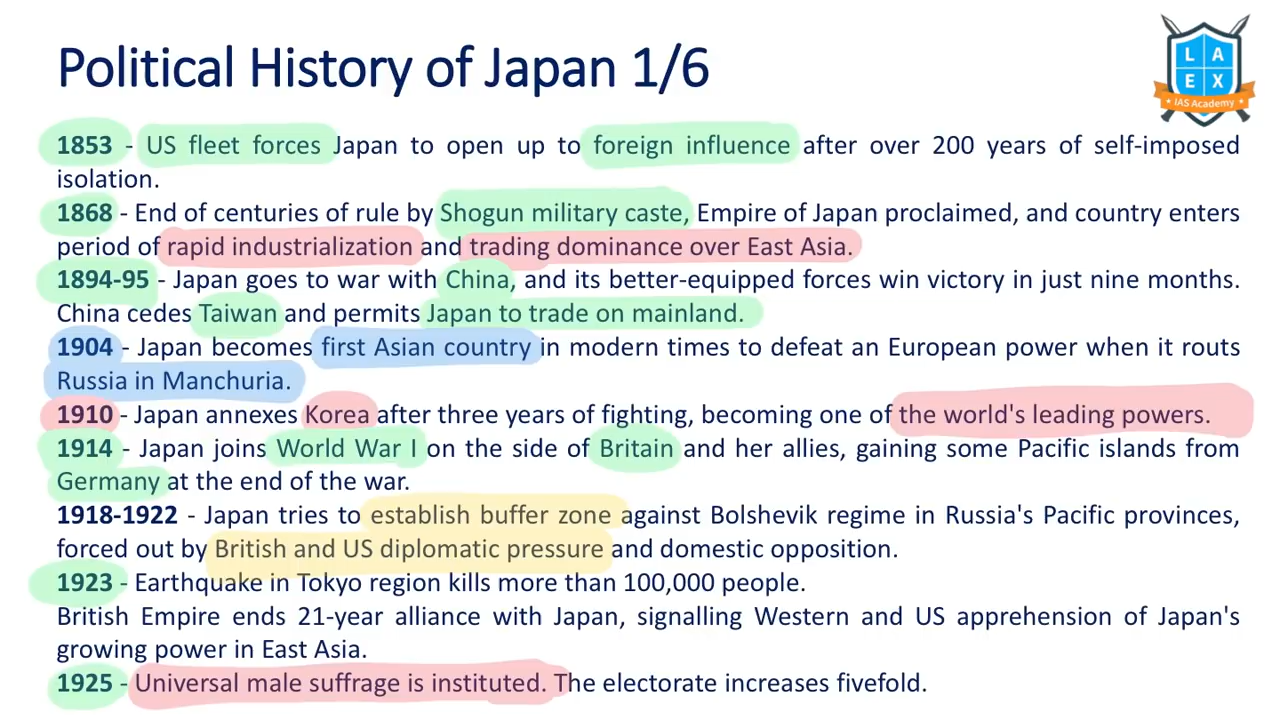 Political History of Japan 1/6
L A
E X
IAS Academy
1853 - US fleet forces Japan to open up to foreign influence after over 200 years of self-imposed
isolation.
1868 - End of centuries of rule by Shogun military caste, Empire of Japan proclaimed, and country enters
period of rapid industrialization and trading dominance over East Asia.
1894-95 - Japan goes to war with China, and its better-equipped forces win victory in just nine months.
China cedes Taiwan and permits Japan to trade on mainland.
1904 - Japan becomes first Asian country in modern times to defeat an European power when it routs
Russia in Manchuria.
1910 - Japan annexes Korea after three years of fighting, becoming one of the world's leading powers.
1914 - Japan joins World War I on the side of Britain and her allies, gaining some Pacific islands from
Germany at the end of the war.
1918-1922 - Japan tries to establish buffer zone against Bolshevik regime in Russia's Pacific provinces,
forced out by British and US diplomatic pressure and domestic opposition.
1923 - Earthquake in Tokyo region kills more than 100,000 people.
British Empire ends 21-year alliance with Japan, signalling Western and US apprehension of Japan's
growing power in East Asia.
1925 - Universal male suffrage is instituted. The electorate increases fivefold.